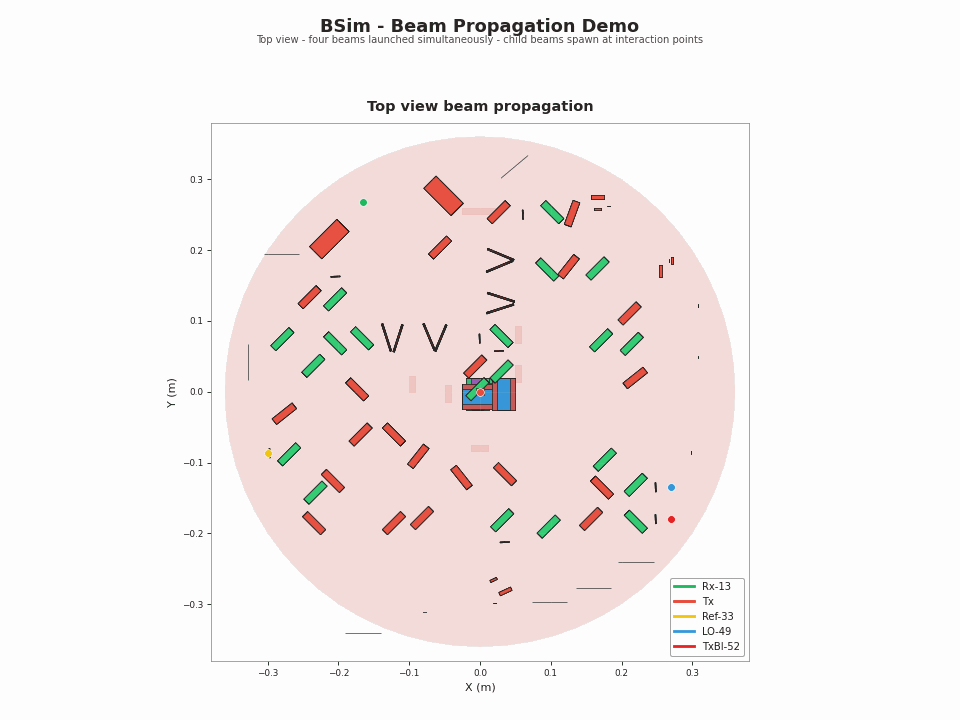 BSim - Beam Propagation Demo
Top view - four beams launched simultaneously - child beams spawn at interaction points
Top view beam propagation
Y (m)
0.3
0.2
0.1
0.0
−0.1
−0.2
−0.3
−0.3
−0.2
−0.1
0.0
0.1
0.2
0.3
X (m)
Rx-13
Tx
Ref-33
LO-49
TxBI-52